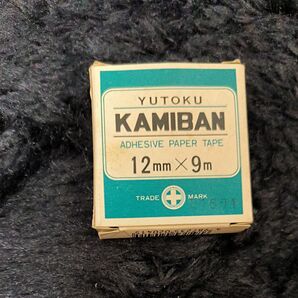 YUTOKU
KAMIBAN
ADHESIVE PAPER TAPE
12mm × 9m
TRADE MARK